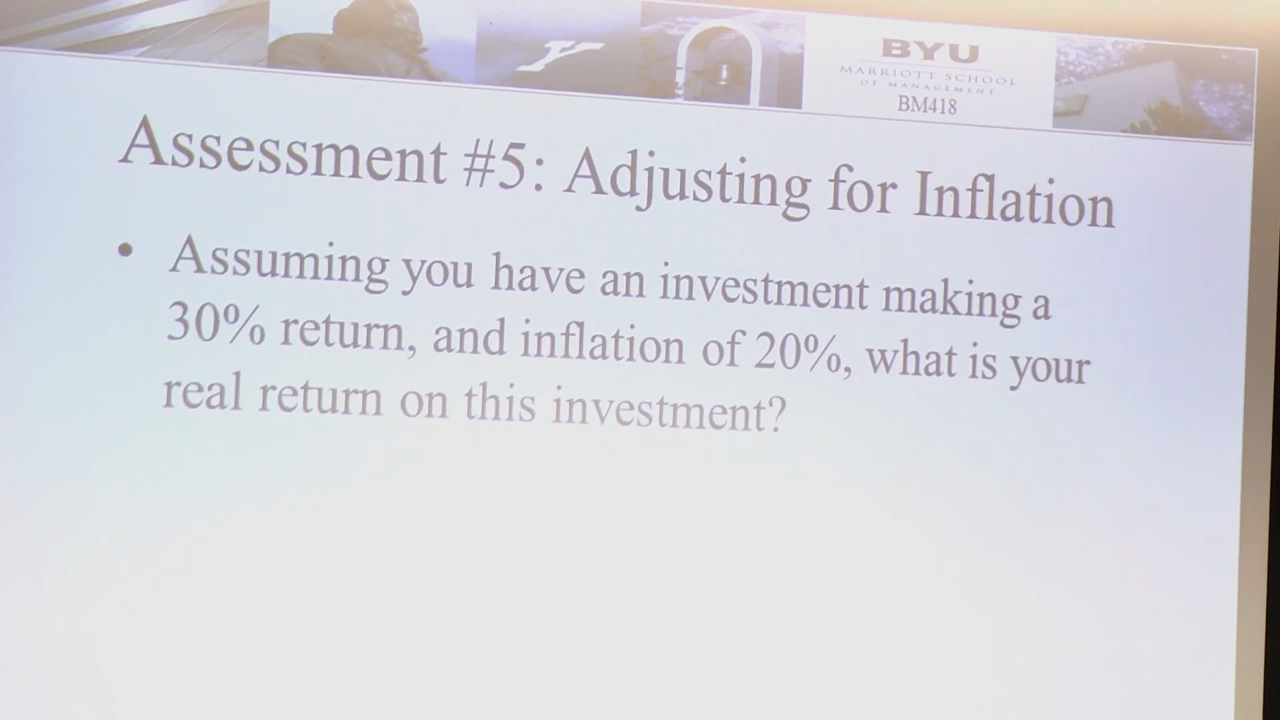 BYU
MARRIOTT SCHOOL
OF MANAGEMENT
BM418
Assessment #5: Adjusting for Inflation
• Assuming you have an investment making a
30% return, and inflation of 20%, what is your
real return on this investment?